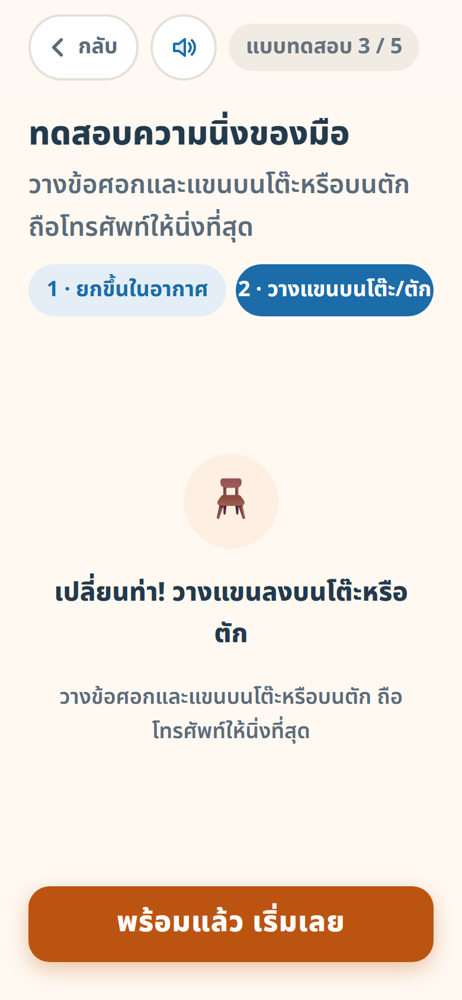 กลับ
แบบทดสอบ 3 / 5
ทดสอบความนิ่งของมือ
วางข้อศอกและแขนบนโต๊ะหรือบนตัก
ถือโทรศัพท์ให้นิ่งที่สุด
1 · ยกขึ้นในอากาศ
2 · วางแขนบนโต๊ะ/ตัก
เปลี่ยนท่า! วางแขนลงบนโต๊ะหรือ
ตัก
วางข้อศอกและแขนบนโต๊ะหรือบนตัก ถือ
โทรศัพท์ให้นิ่งที่สุด
พร้อมแล้ว เริ่มเลย